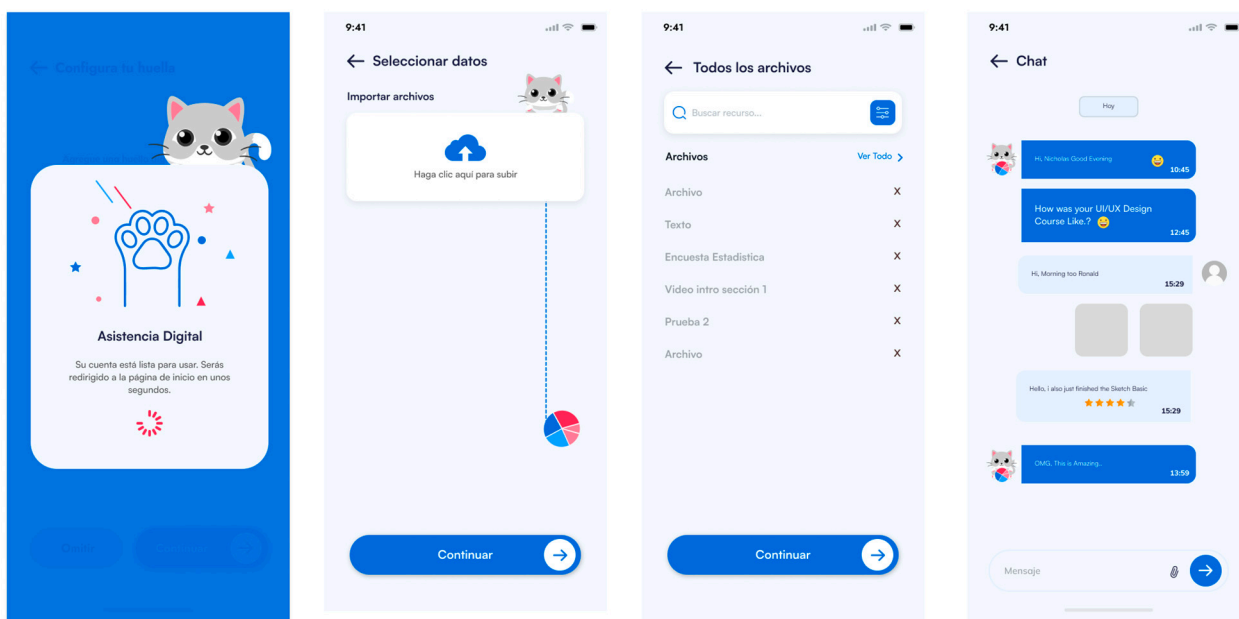 Configura tu huella
Asistencia Digital
Su cuenta está lista para usar. Serás
redirigido a la página de inicio en unos
segundos.
9:41
Seleccionar datos
Importar archivos
Haga clic aquí para subir
Continuar
9:41
Todos los archivos
Buscar recurso...
Archivos
Ver Todo
Archivo
X
Texto
X
Encuesta Estadistica
X
Video intro sección 1
X
Prueba 2
X
Archivo
X
Continuar
9:41
Chat
Hoy
Hi, Nicholas Good Evening
10:45
How was your UI/UX Design
Course Like.?
12:45
Hi, Morning too Ronald
15:29
Hello, i also just finished the Sketch Basic
15:29
OMG, This is Amazing..
13:59
Mensaje